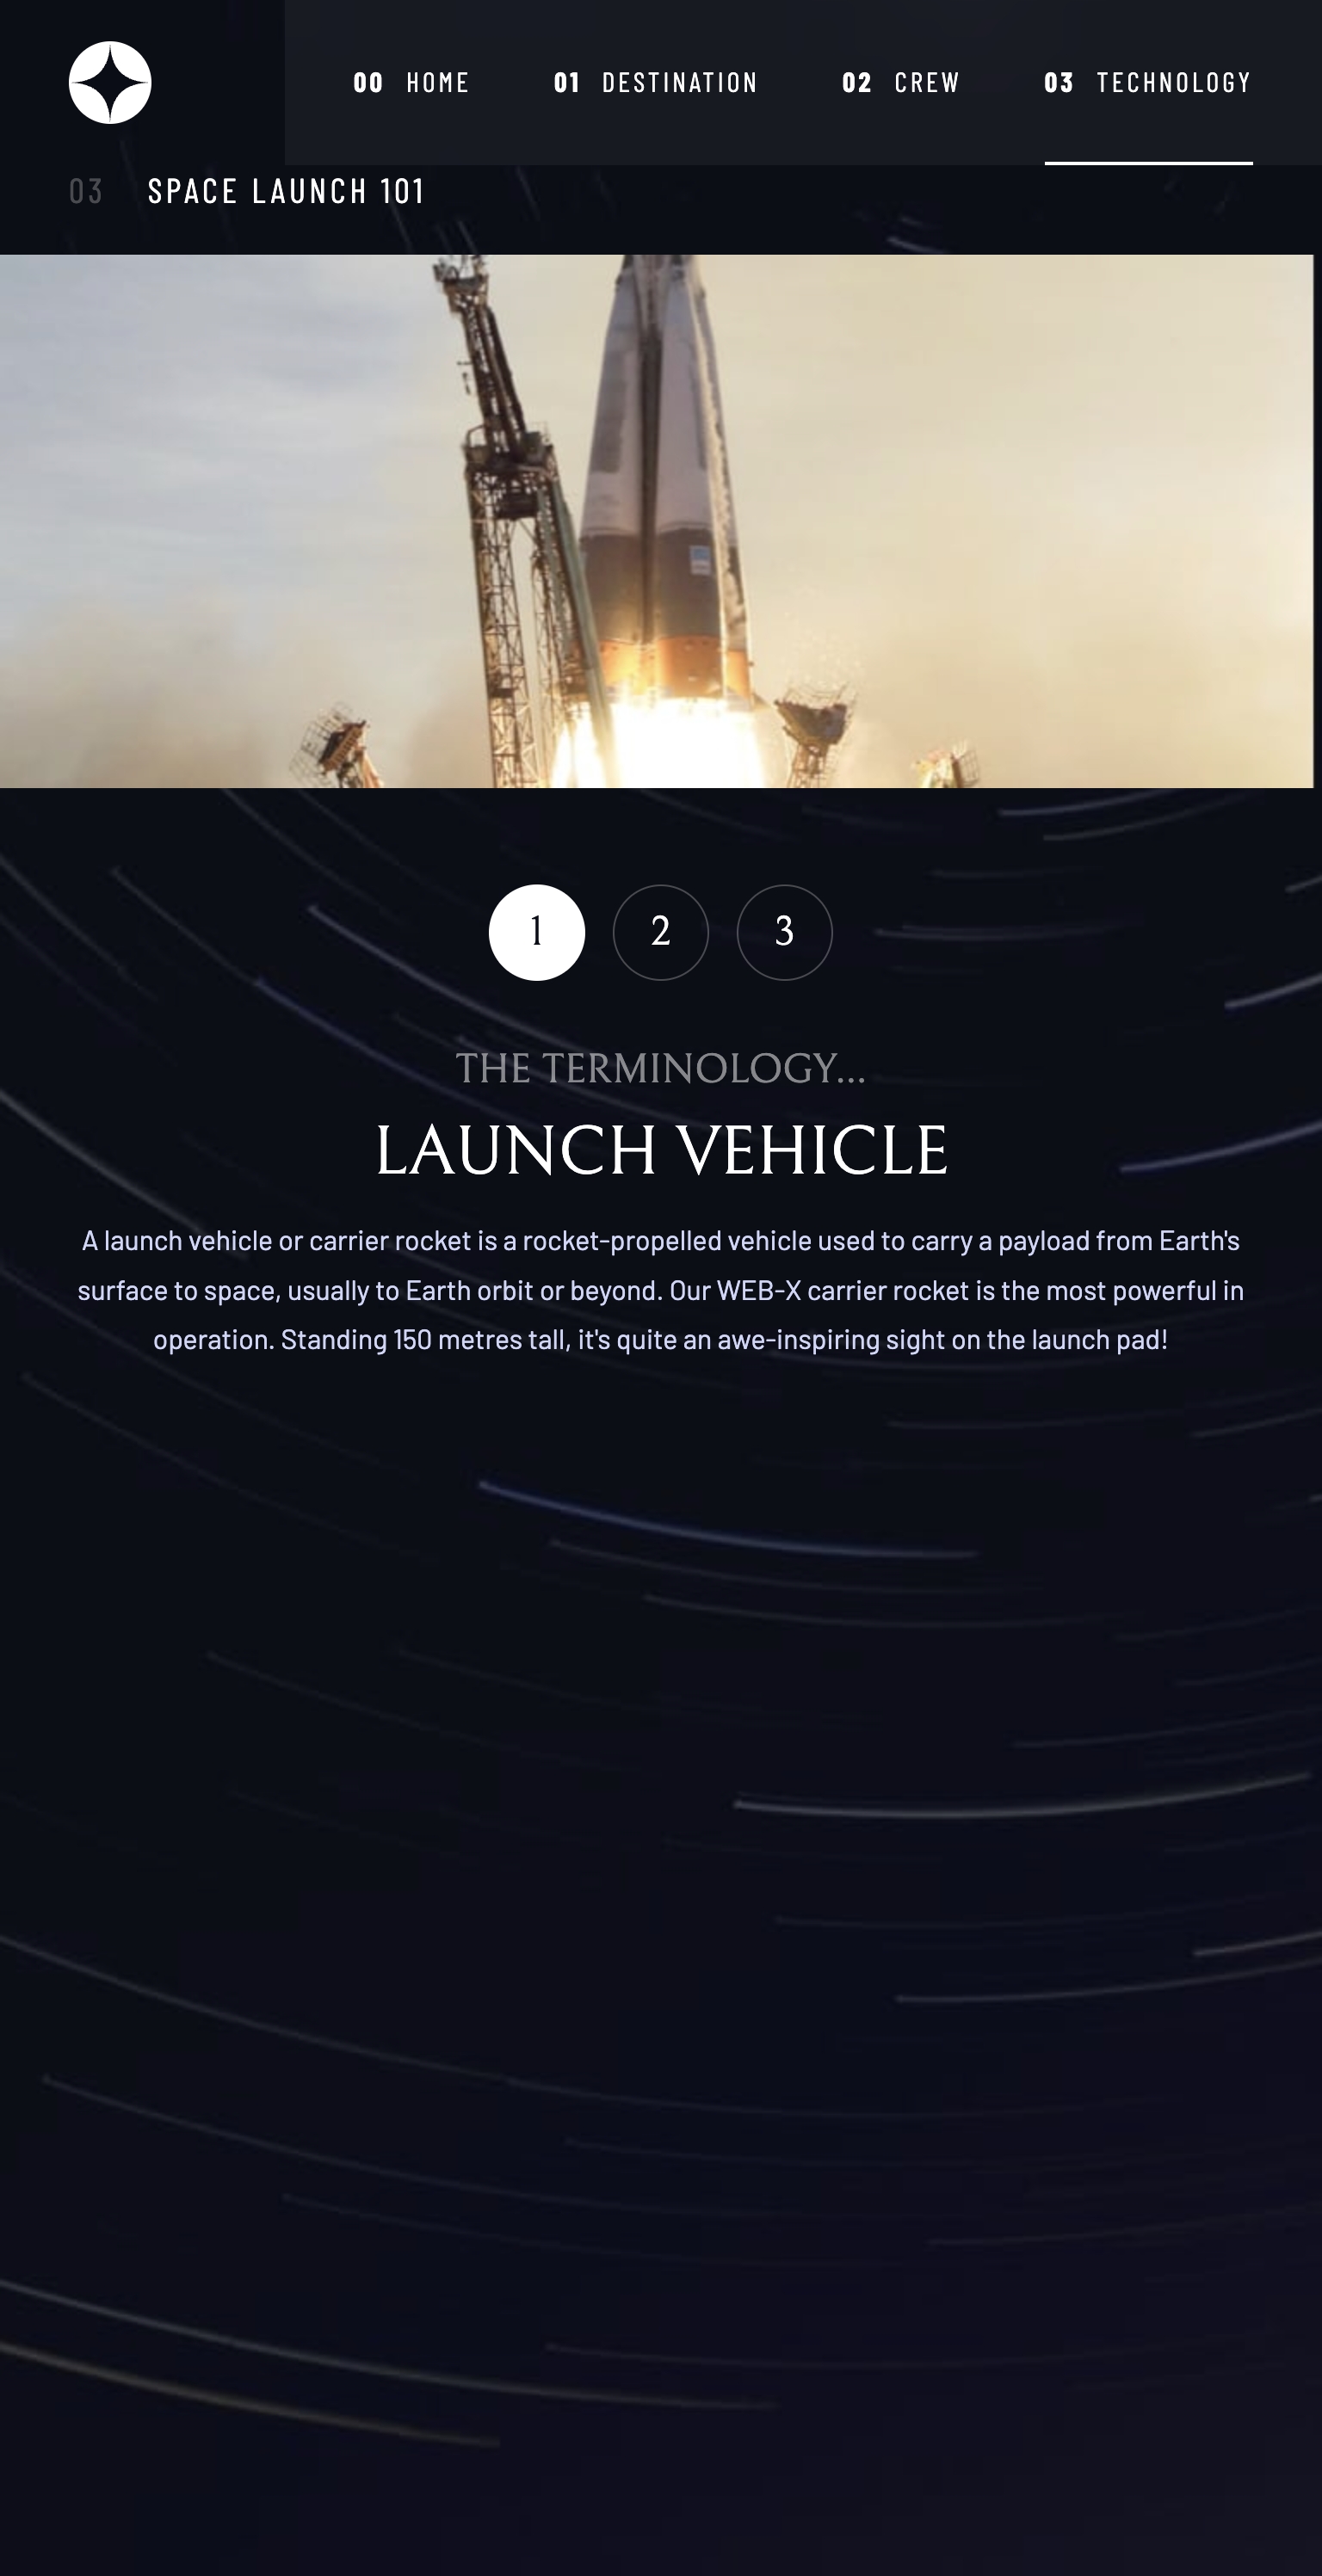 00 HOME 01 DESTINATION 02 CREW 03 TECHNOLOGY
03 SPACE LAUNCH 101
1 2 3
THE TERMINOLOGY...
LAUNCH VEHICLE
A launch vehicle or carrier rocket is a rocket-propelled vehicle used to carry a payload from Earth's
surface to space, usually to Earth orbit or beyond. Our WEB-X carrier rocket is the most powerful in
operation. Standing 150 metres tall, it's quite an awe-inspiring sight on the launch pad!